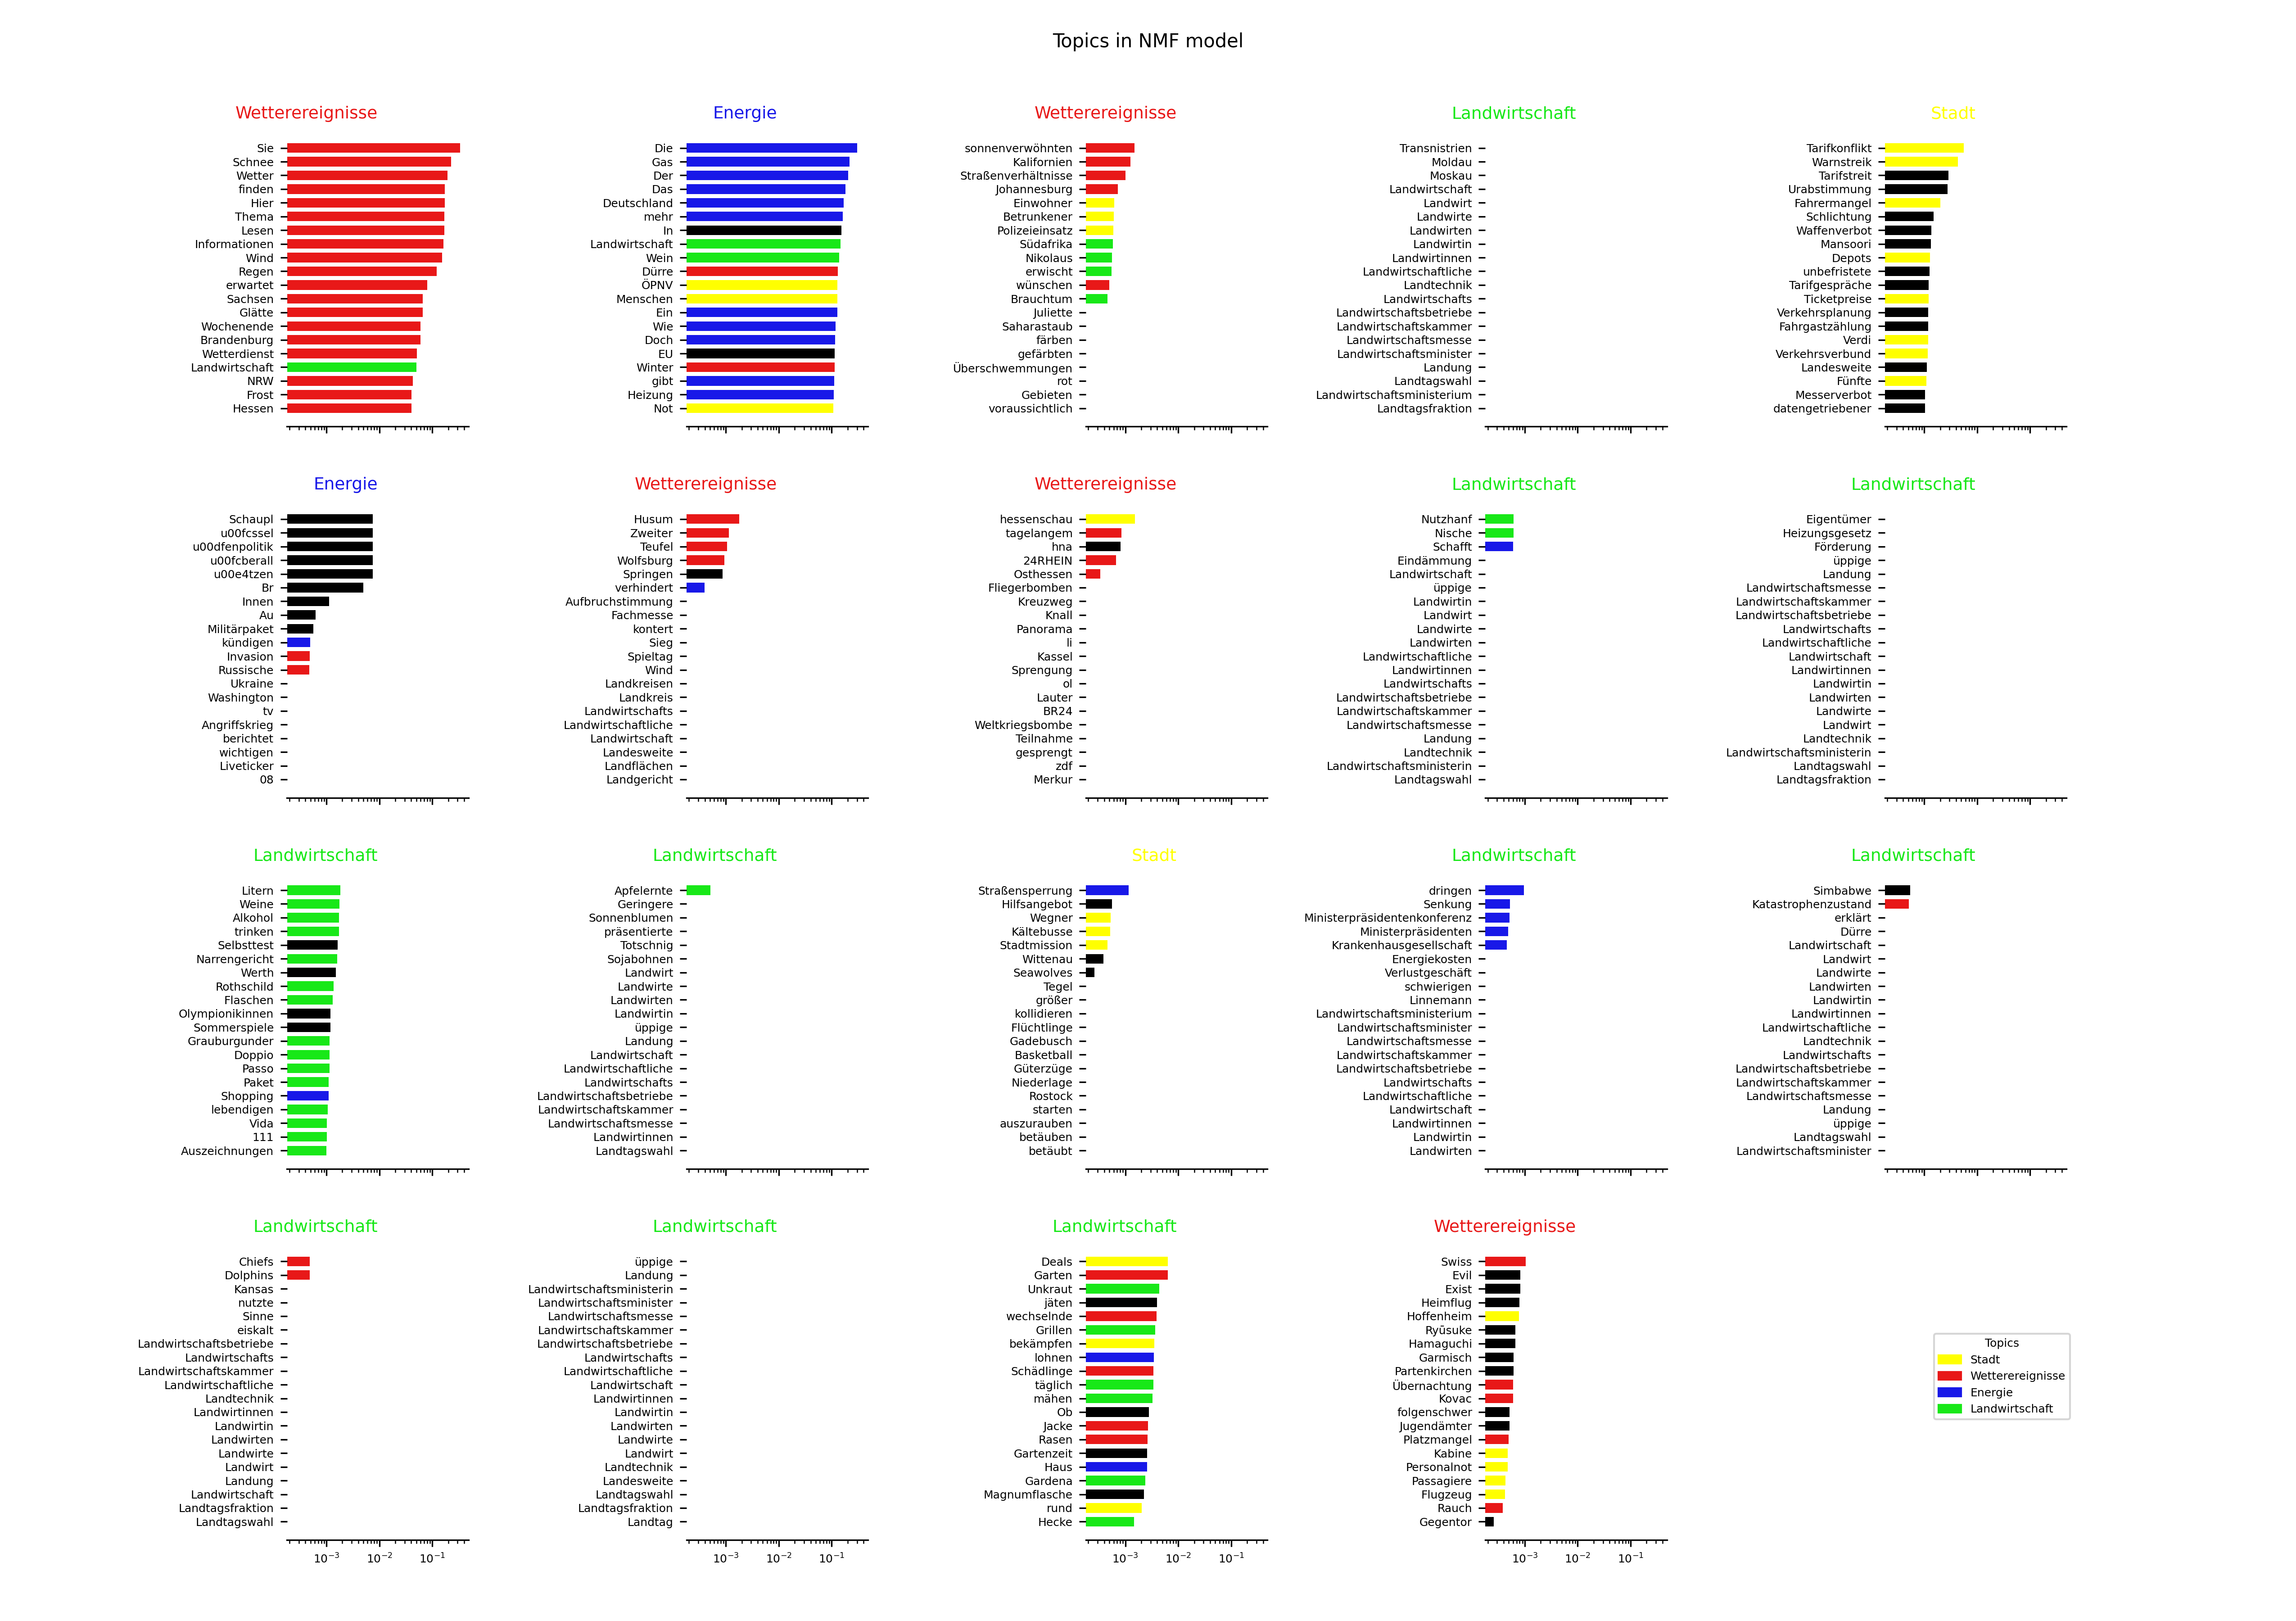 Topics in NMF model
Wetterereignisse
Sie
Schnee
Wetter
finden
Hier
Thema
Lesen
Informationen
Wind
Regen
erwartet
Sachsen
Glätte
Wochenende
Brandenburg
Wetterdienst
Landwirtschaft
NRW
Frost
Hessen
Energie
Die
Gas
Der
Das
Deutschland
mehr
In
Landwirtschaft
Wein
Dürre
ÖPNV
Menschen
Ein
Wie
Doch
EU
Winter
gibt
Heizung
Not
Wetterereignisse
sonnenverwöhnten
Kalifornien
Straßenverhältnisse
Johannesburg
Einwohner
Betrunkener
Polizeieinsatz
Südafrika
Nikolaus
erwischt
wünschen
Brauchtum
Juliette
Saharastaub
färben
gefärbten
Überschwemmungen
rot
Gebieten
voraussichtlich
Landwirtschaft
Transnistrien
Moldau
Moskau
Landwirtschaft
Landwirt
Landwirte
Landwirten
Landwirtin
Landwirtinnen
Landwirtschaftliche
Landtechnik
Landwirtschafts
Landwirtschaftsbetriebe
Landwirtschaftskammer
Landwirtschaftsmesse
Landwirtschaftsminister
Landung
Landtagswahl
Landwirtschaftsministerium
Landtagsfraktion
Stadt
Tarifkonflikt
Warnstreik
Tarifstreit
Urabstimmung
Fahrermangel
Schlichtung
Waffenverbot
Mansoori
Depots
unbefristete
Tarifgespräche
Ticketpreise
Verkehrsplanung
Fahrgastzählung
Verdi
Verkehrsverbund
Landesweite
Fünfte
Messerverbot
datengetriebener
Energie
Schaupl
u00fcssel
u00dfenpolitik
u00fcberall
u00e4tzen
Br
Innen
Au
Militärpaket
kündigen
Invasion
Russische
Ukraine
Washington
tv
Angriffskrieg
berichtet
wichtigen
Liveticker
08
Wetterereignisse
Husum
Zweiter
Teufel
Wolfsburg
Springen
verhindert
Aufbruchstimmung
Fachmesse
kontert
Sieg
Spieltag
Wind
Landkreisen
Landkreis
Landwirtschafts
Landwirtschaftliche
Landwirtschaft
Landesweite
Landflächen
Landgericht
Wetterereignisse
hessenschau
tagelangem
hna
24RHEIN
Osthessen
Fliegerbomben
Kreuzweg
Knall
Panorama
li
Kassel
Sprengung
ol
Lauter
BR24
Weltkriegsbombe
Teilnahme
gesprengt
zdf
Merkur
Landwirtschaft
Nutzhanf
Nische
Schafft
Eindämmung
Landwirtschaft
üppige
Landwirtin
Landwirt
Landwirte
Landwirten
Landwirtschaftliche
Landwirtinnen
Landwirtschafts
Landwirtschaftsbetriebe
Landwirtschaftskammer
Landwirtschaftsmesse
Landung
Landtechnik
Landwirtschaftsministerin
Landtagswahl
Landwirtschaft
Eigentümer
Heizungsgesetz
Förderung
üppige
Landung
Landwirtschaftsmesse
Landwirtschaftskammer
Landwirtschaftsbetriebe
Landwirtschafts
Landwirtschaftliche
Landwirtschaft
Landwirtinnen
Landwirtin
Landwirten
Landwirte
Landwirt
Landtechnik
Landwirtschaftsministerin
Landtagswahl
Landtagsfraktion
Landwirtschaft
Litern
Weine
Alkohol
trinken
Selbsttest
Narrengericht
Werth
Rothschild
Flaschen
Olympionikinnen
Sommerspiele
Grauburgunder
Doppio
Passo
Paket
Shopping
lebendigen
Vida
111
Auszeichnungen
Landwirtschaft
Apfelernte
Geringere
Sonnenblumen
präsentierte
Totschnig
Sojabohnen
Landwirt
Landwirte
Landwirten
Landwirtin
üppige
Landung
Landwirtschaft
Landwirtschaftliche
Landwirtschafts
Landwirtschaftsbetriebe
Landwirtschaftskammer
Landwirtschaftsmesse
Landwirtinnen
Landtagswahl
Stadt
Straßensperrung
Hilfsangebot
Wegner
Kältebusse
Stadtmission
Wittenau
Seawolves
Tegel
größer
kollidieren
Flüchtlinge
Gadebusch
Basketball
Güterzüge
Niederlage
Rostock
starten
auszurauben
betäuben
betäubt
Landwirtschaft
dringen
Senkung
Ministerpräsidentenkonferenz
Ministerpräsidenten
Krankenhausgesellschaft
Energiekosten
Verlustgeschäft
schwierigen
Linnemann
Landwirtschaftsministerium
Landwirtschaftsminister
Landwirtschaftsmesse
Landwirtschaftskammer
Landwirtschaftsbetriebe
Landwirtschafts
Landwirtschaftliche
Landwirtschaft
Landwirtinnen
Landwirtin
Landwirten
Landwirtschaft
Simbabwe
Katastrophenzustand
erklärt
Dürre
Landwirtschaft
Landwirt
Landwirte
Landwirten
Landwirtin
Landwirtinnen
Landwirtschaftliche
Landtechnik
Landwirtschafts
Landwirtschaftsbetriebe
Landwirtschaftskammer
Landwirtschaftsmesse
Landung
üppige
Landtagswahl
Landwirtschaftsminister
Landwirtschaft
Chiefs
Dolphins
Kansas
nutzte
Sinne
eiskalt
Landwirtschaftsbetriebe
Landwirtschafts
Landwirtschaftskammer
Landwirtschaftliche
Landtechnik
Landwirtinnen
Landwirtin
Landwirten
Landwirte
Landwirt
Landung
Landwirtschaft
Landtagsfraktion
Landtagswahl
10⁻³ 10⁻² 10⁻¹
Landwirtschaft
üppige
Landung
Landwirtschaftsministerin
Landwirtschaftsminister
Landwirtschaftsmesse
Landwirtschaftskammer
Landwirtschaftsbetriebe
Landwirtschafts
Landwirtschaftliche
Landwirtschaft
Landwirtinnen
Landwirtin
Landwirten
Landwirte
Landwirt
Landtechnik
Landesweite
Landtagswahl
Landtagsfraktion
Landtag
10⁻³ 10⁻² 10⁻¹
Landwirtschaft
Deals
Garten
Unkraut
jäten
wechselnde
Grillen
bekämpfen
lohnen
Schädlinge
täglich
mähen
Ob
Jacke
Rasen
Gartenzeit
Haus
Gardena
Magnumflasche
rund
Hecke
10⁻³ 10⁻² 10⁻¹
Wetterereignisse
Swiss
Evil
Exist
Heimflug
Hoffenheim
Ryūsuke
Hamaguchi
Garmisch
Partenkirchen
Übernachtung
Kovac
folgenschwer
Jugendämter
Platzmangel
Kabine
Personalnot
Passagiere
Flugzeug
Rauch
Gegentor
10⁻³ 10⁻² 10⁻¹
Topics
Stadt
Wetterereignisse
Energie
Landwirtschaft